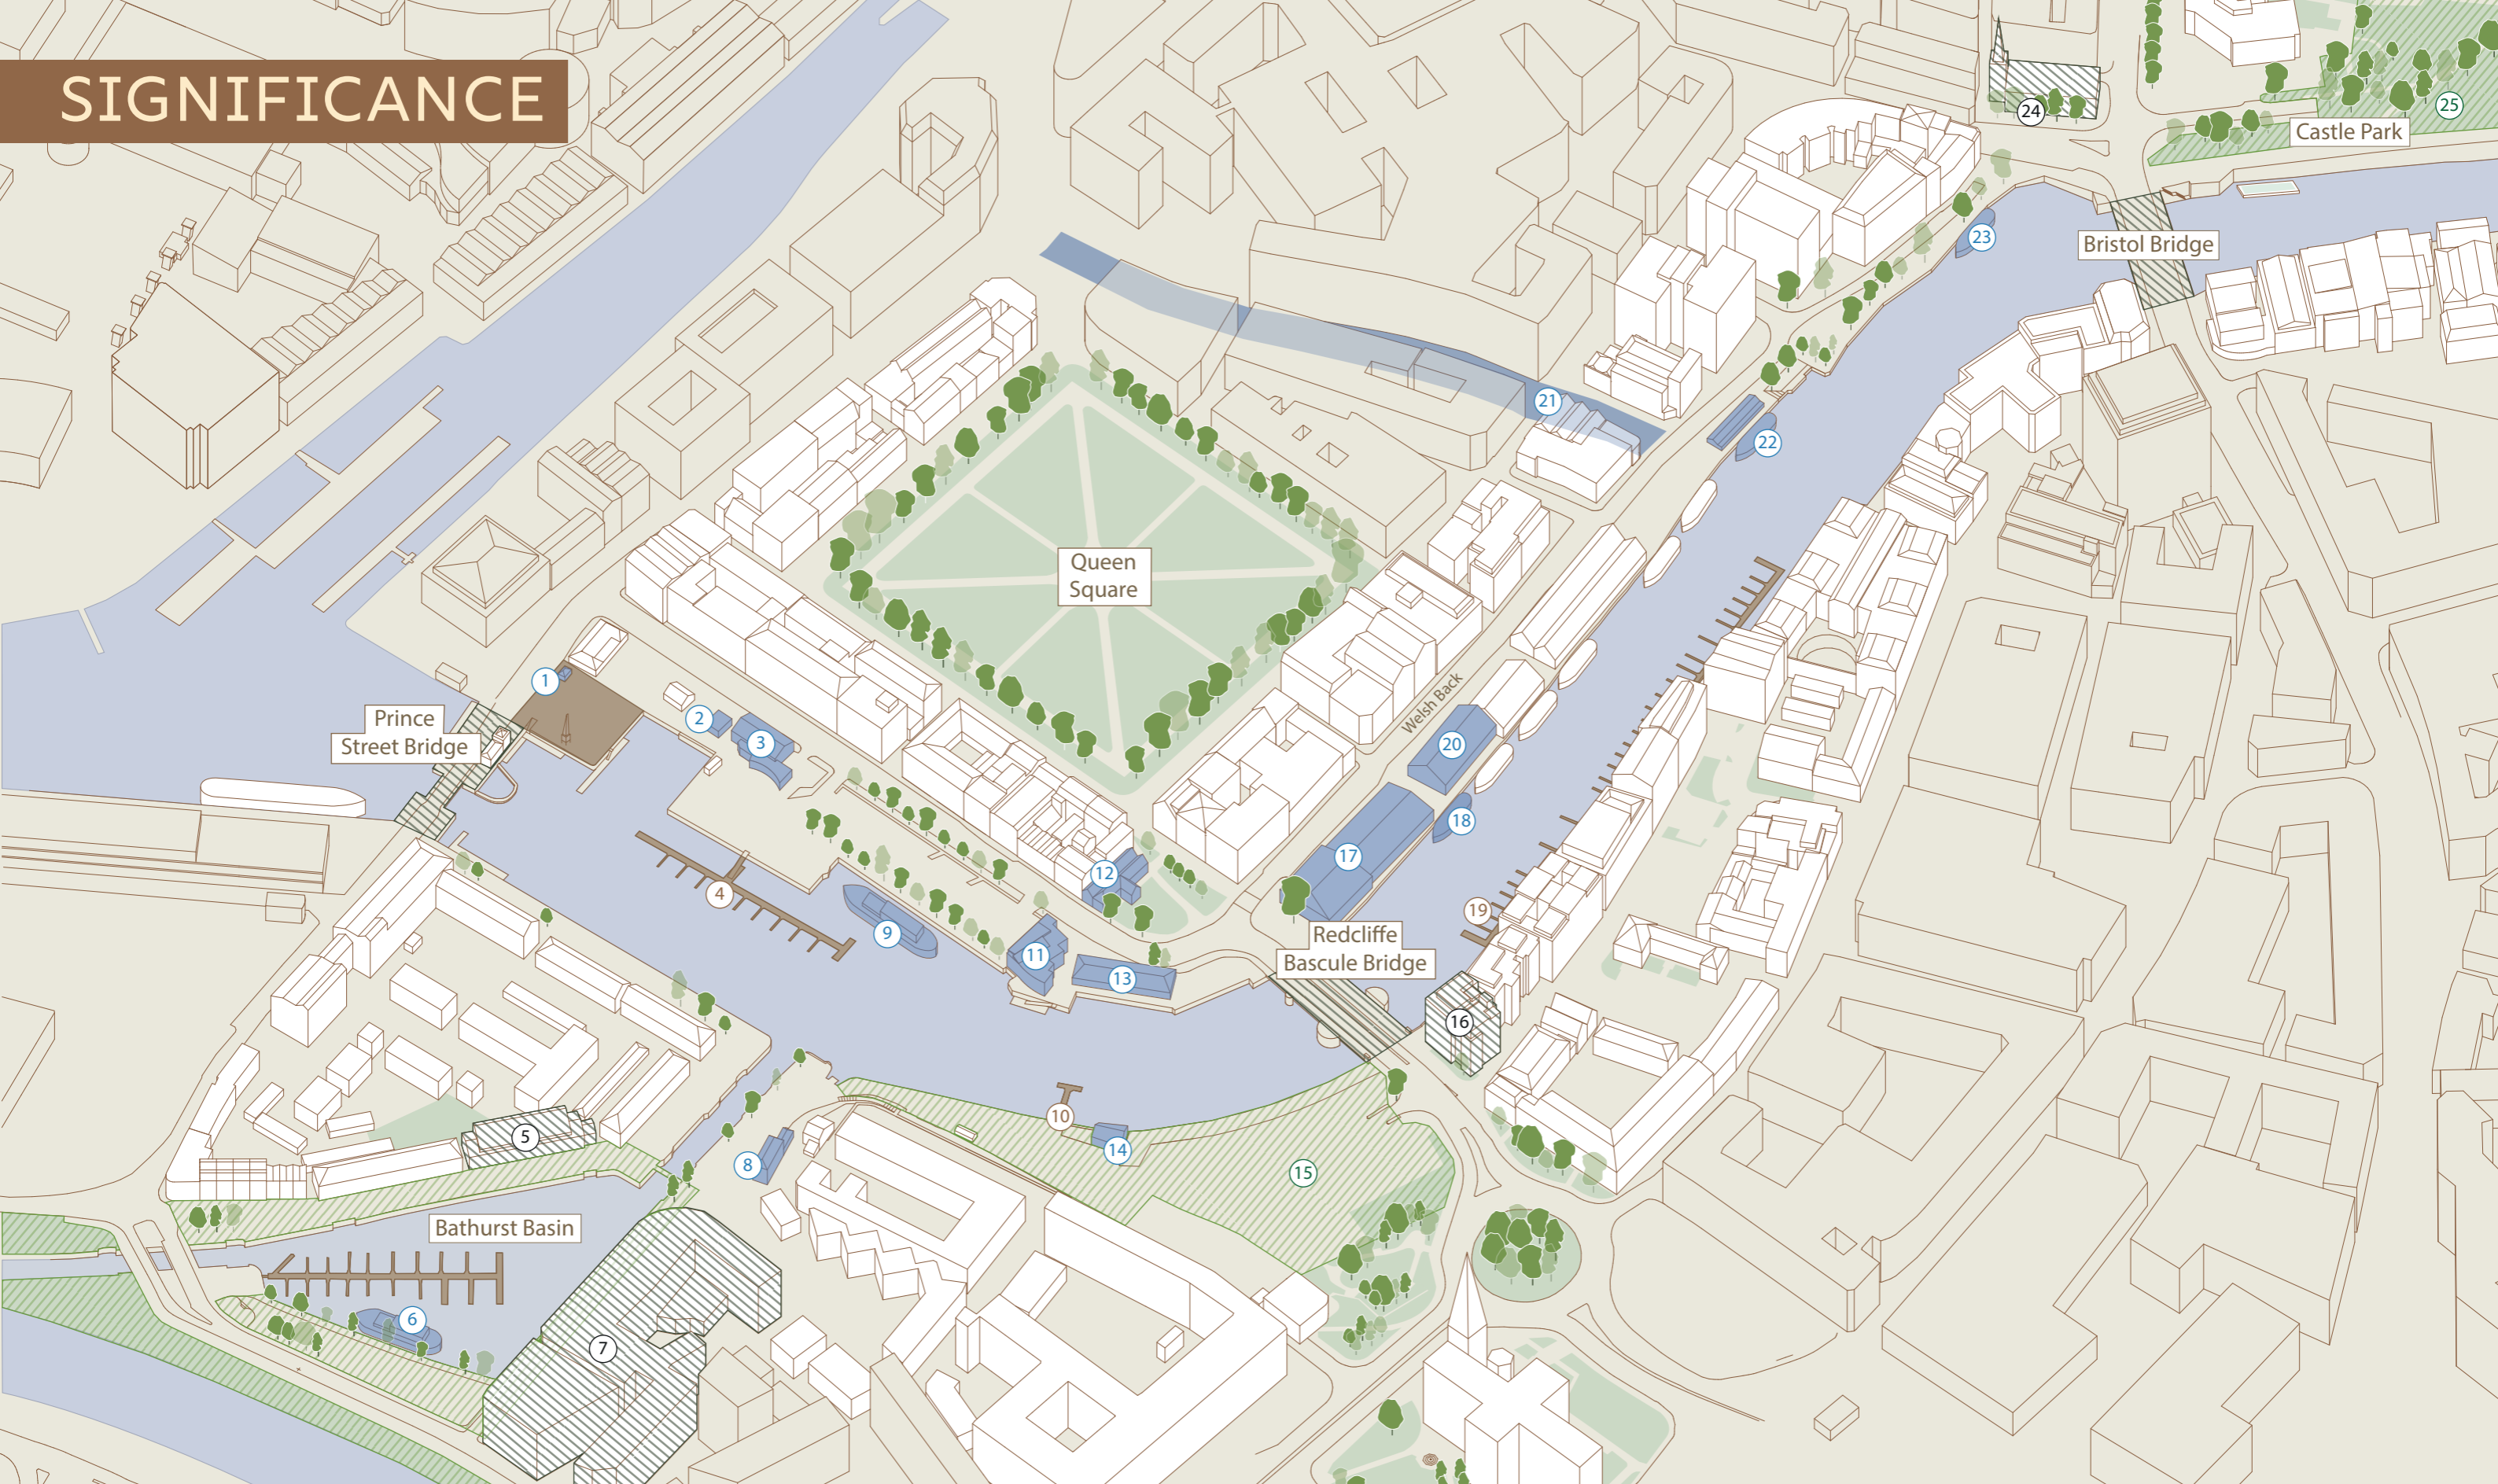 SIGNIFICANCE
24
25
Castle Park
23
Bristol Bridge
21
22
Queen
Square
1
2
Prince
Street Bridge
3
Welsh Back
20
18
17
12
4
9
19
Redcliffe
Bascule Bridge
11
13
16
10
5
14
8
15
Bathurst Basin
6
7